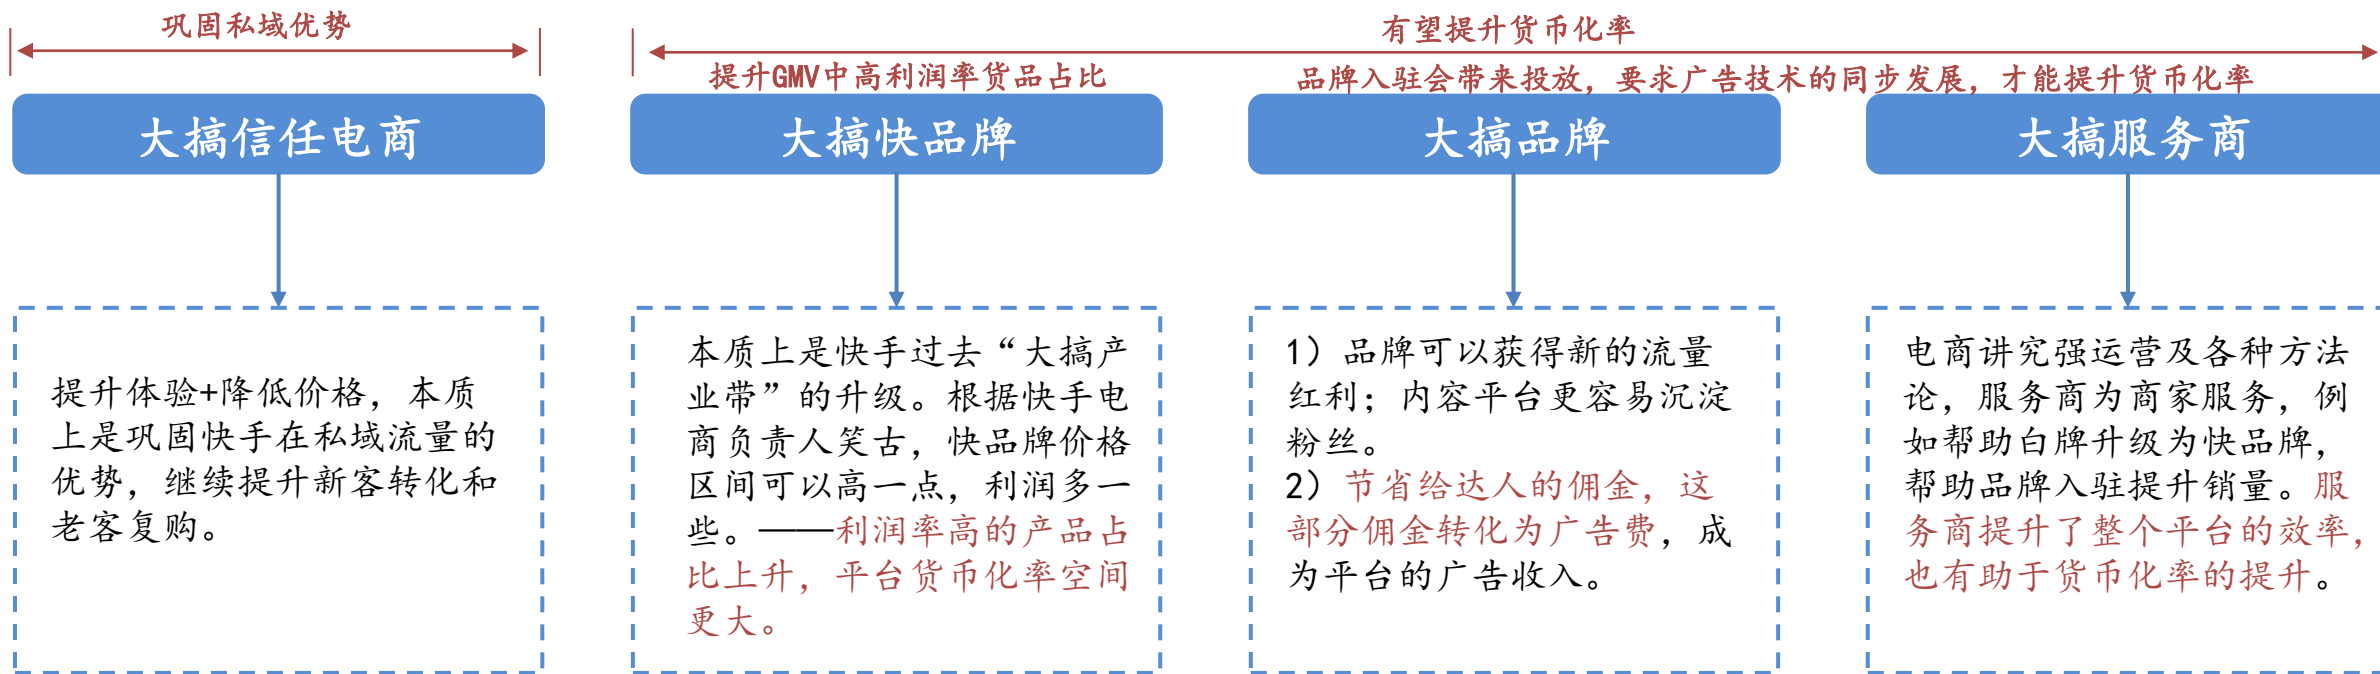 巩固私域优势
有望提升货币化率
提升GMV中高利润率货品占比
品牌入驻会带来投放，要求广告技术的同步发展，才能提升货币化率
大搞信任电商
大搞快品牌
大搞品牌
大搞服务商
提升体验+降低价格，本质
上是巩固快手在私域流量的
优势，继续提升新客转化和
老客复购。
本质上是快手过去“大搞产
业带”的升级。根据快手电
商负责人笑古，快品牌价格
区间可以高一点，利润多一
些。——利润率高的产品占
比上升，平台货币化率空间
更大。
1）品牌可以获得新的流量
红利；内容平台更容易沉淀
粉丝。
2）节省给达人的佣金，这
部分佣金转化为广告费，成
为平台的广告收入。
电商讲究强运营及各种方法
论，服务商为商家服务，例
如帮助白牌升级为快品牌，
帮助品牌入驻提升销量。服
务商提升了整个平台的效率，
也有助于货币化率的提升。